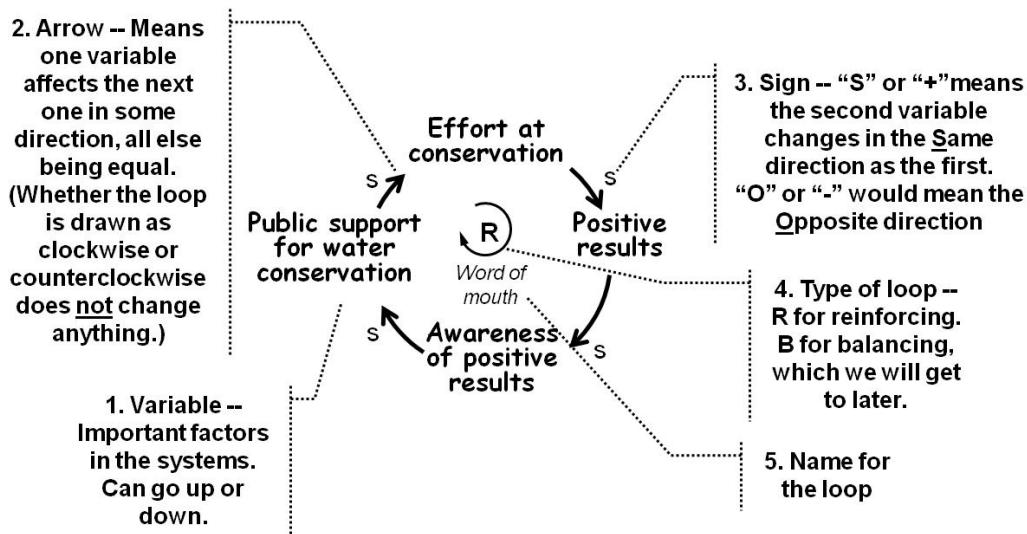 2. Arrow -- Means
one variable
affects the next
one in some
direction, all else
being equal.
(Whether the loop
is drawn as
clockwise or
counterclockwise
does not change
anything.)
1. Variable --
Important factors
in the systems.
Can go up or
down.
Effort at
conservation
S
S
Public support
for water
conservation
R
Positive
results
Word of
mouth
S
Awareness
of positive
results
S
3. Sign -- “S” or “+”means
the second variable
changes in the Same
direction as the first.
“O” or “-” would mean the
Opposite direction
4. Type of loop --
R for reinforcing.
B for balancing,
which we will get
to later.
5. Name for
the loop